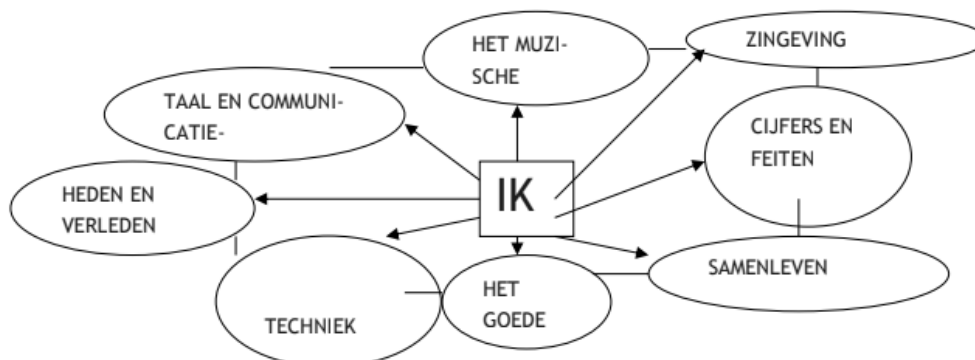 HET MUZI-
SCHE
ZINGEVING
TAAL EN COMMUNI-
CATIE-
CIJFERS EN
FEITEN
IK
HEDEN EN
VERLEDEN
SAMENLEVEN
HET
GOEDE
TECHNIEK